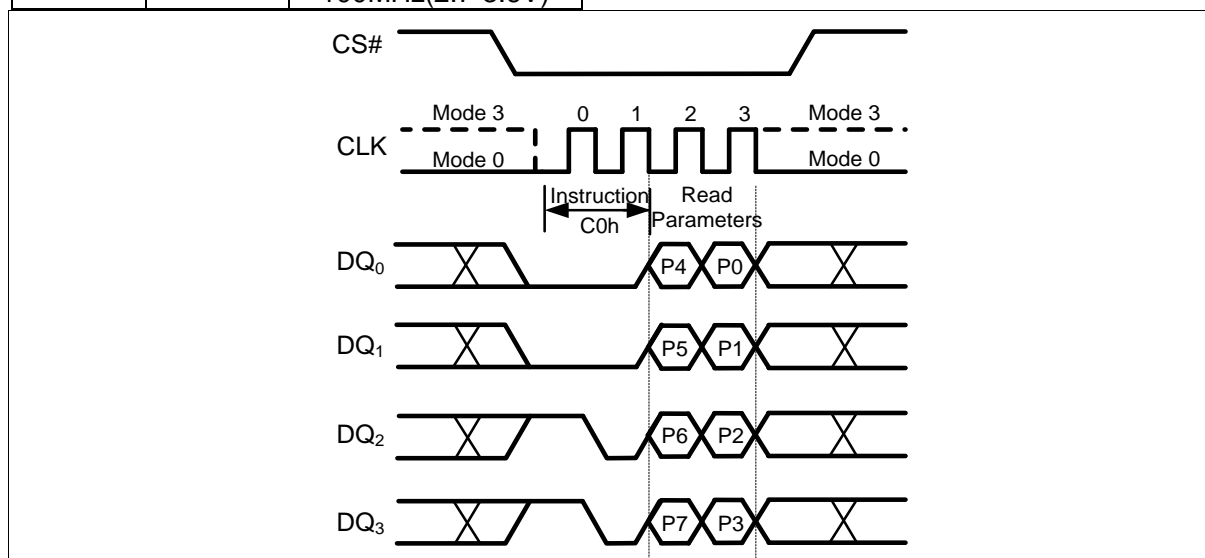 CS#
Mode 3 0 1 2 3 Mode 3
CLK
Mode 0 Mode 0
Instruction Read
C0h Parameters
DQ0 P4 P0
DQ1 P5 P1
DQ2 P6 P2
DQ3 P7 P3